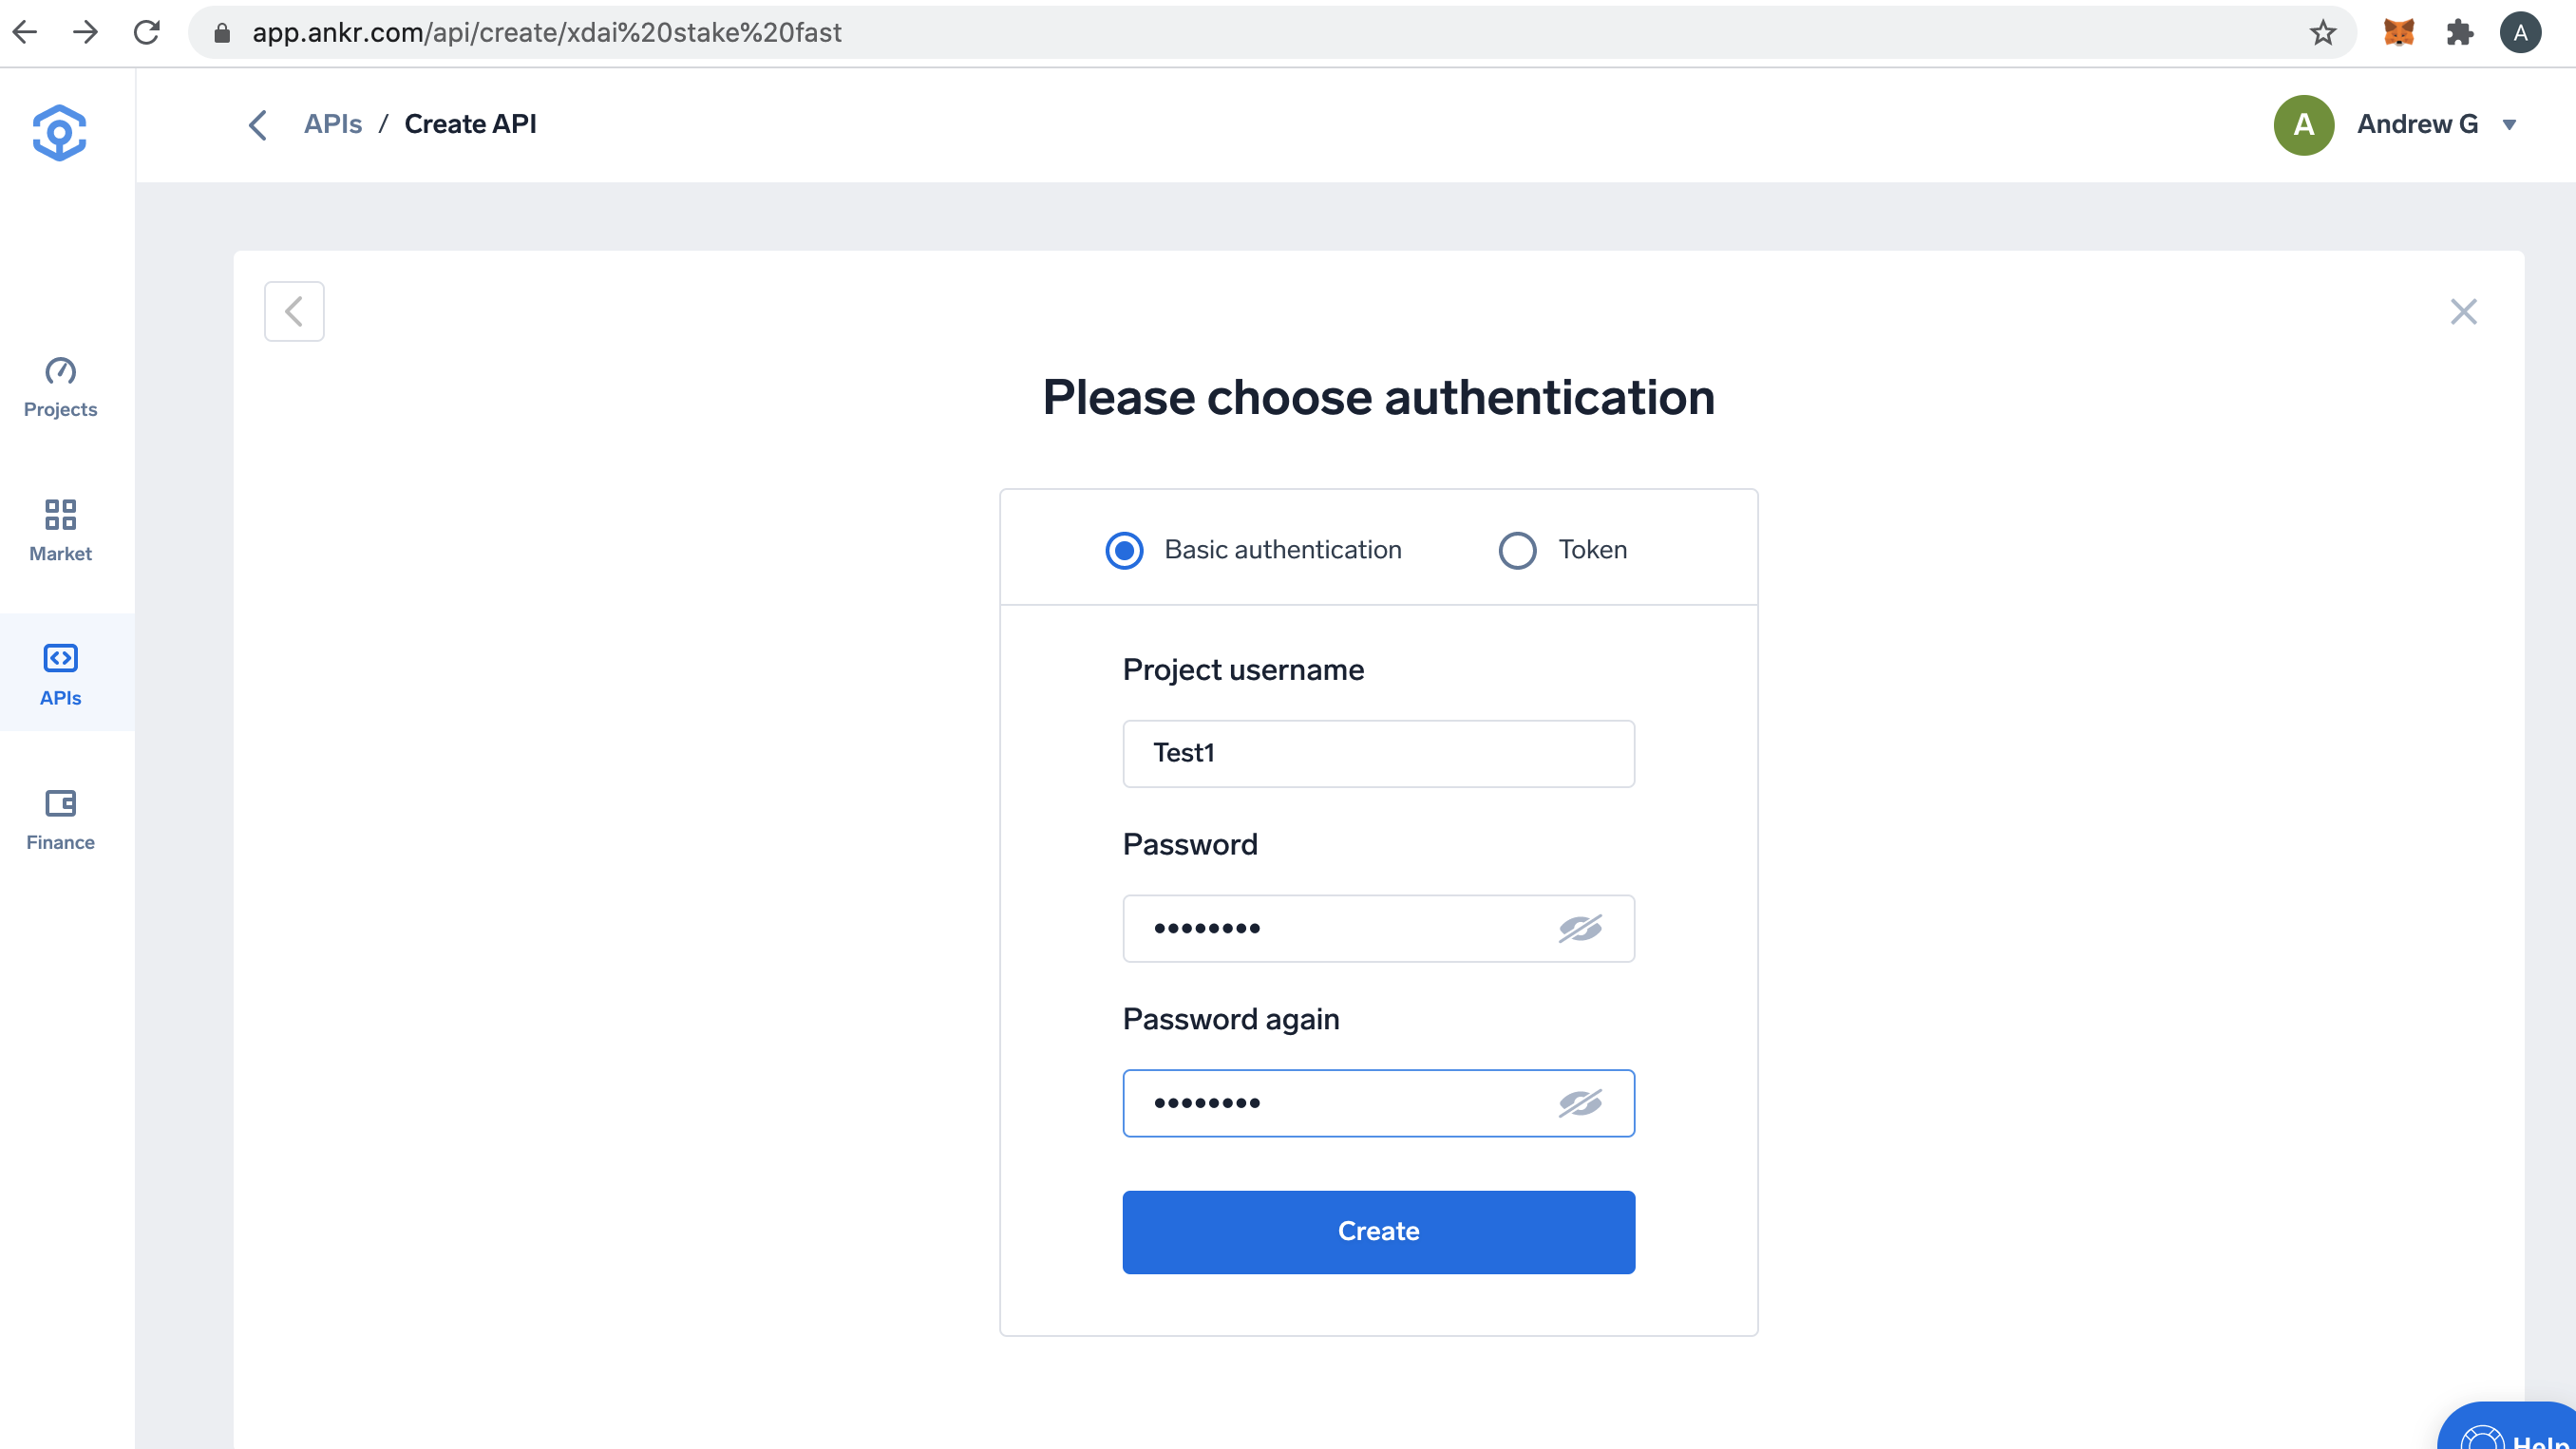 app.ankr.com/api/create/xdai%20stake%20fast
A
APIs / Create API
A Andrew G
Projects
Market
APIs
Finance
Please choose authentication
Basic authentication Token
Project username
Test1
Password
••••••••
Password again
••••••••
Create
Help